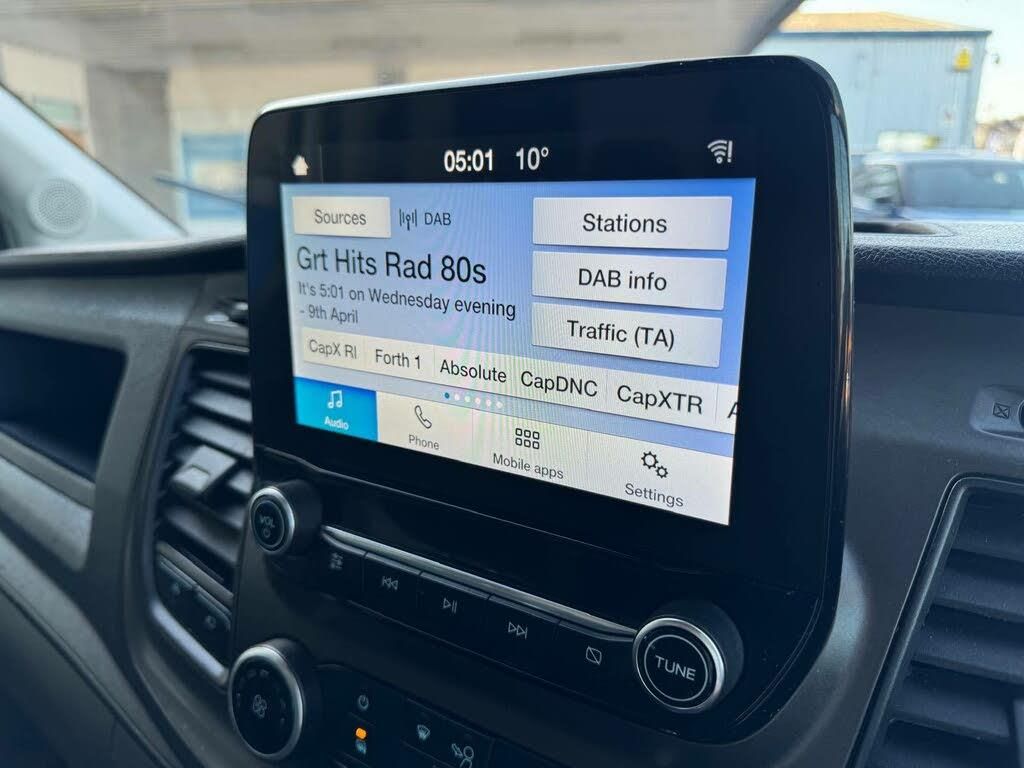 05:01 10°
Sources DAB
Stations
Grt Hits Rad 80s
DAB info
It's 5:01 on Wednesday evening
- 9th April
Traffic (TA)
CapX RI Forth 1 Absolute CapDNC CapXTR A
Audio Phone Mobile apps Settings
VOL
TUNE